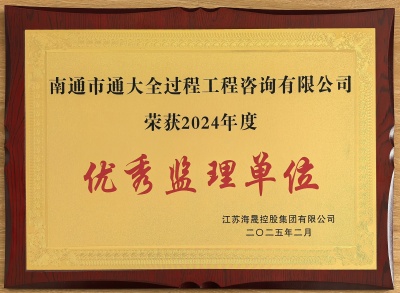 南通市通大全过程工程咨询有限公司
荣获2024年度
优秀监理单位
江苏海晟控股集团有限公司
二〇二五年二月